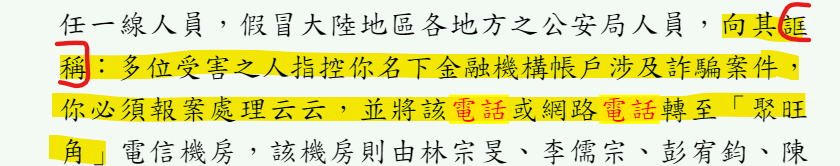 任一線人員，假冒大陸地區各地方之公安局人員，向其誆
稱：多位受害之人指控你名下金融機構帳戶涉及詐騙案件，
你必須報案處理云云，並將該電話或網路電話轉至「聚旺
角」電信機房，該機房則由林宗旻、李儒宗、彭宥鈞、陳